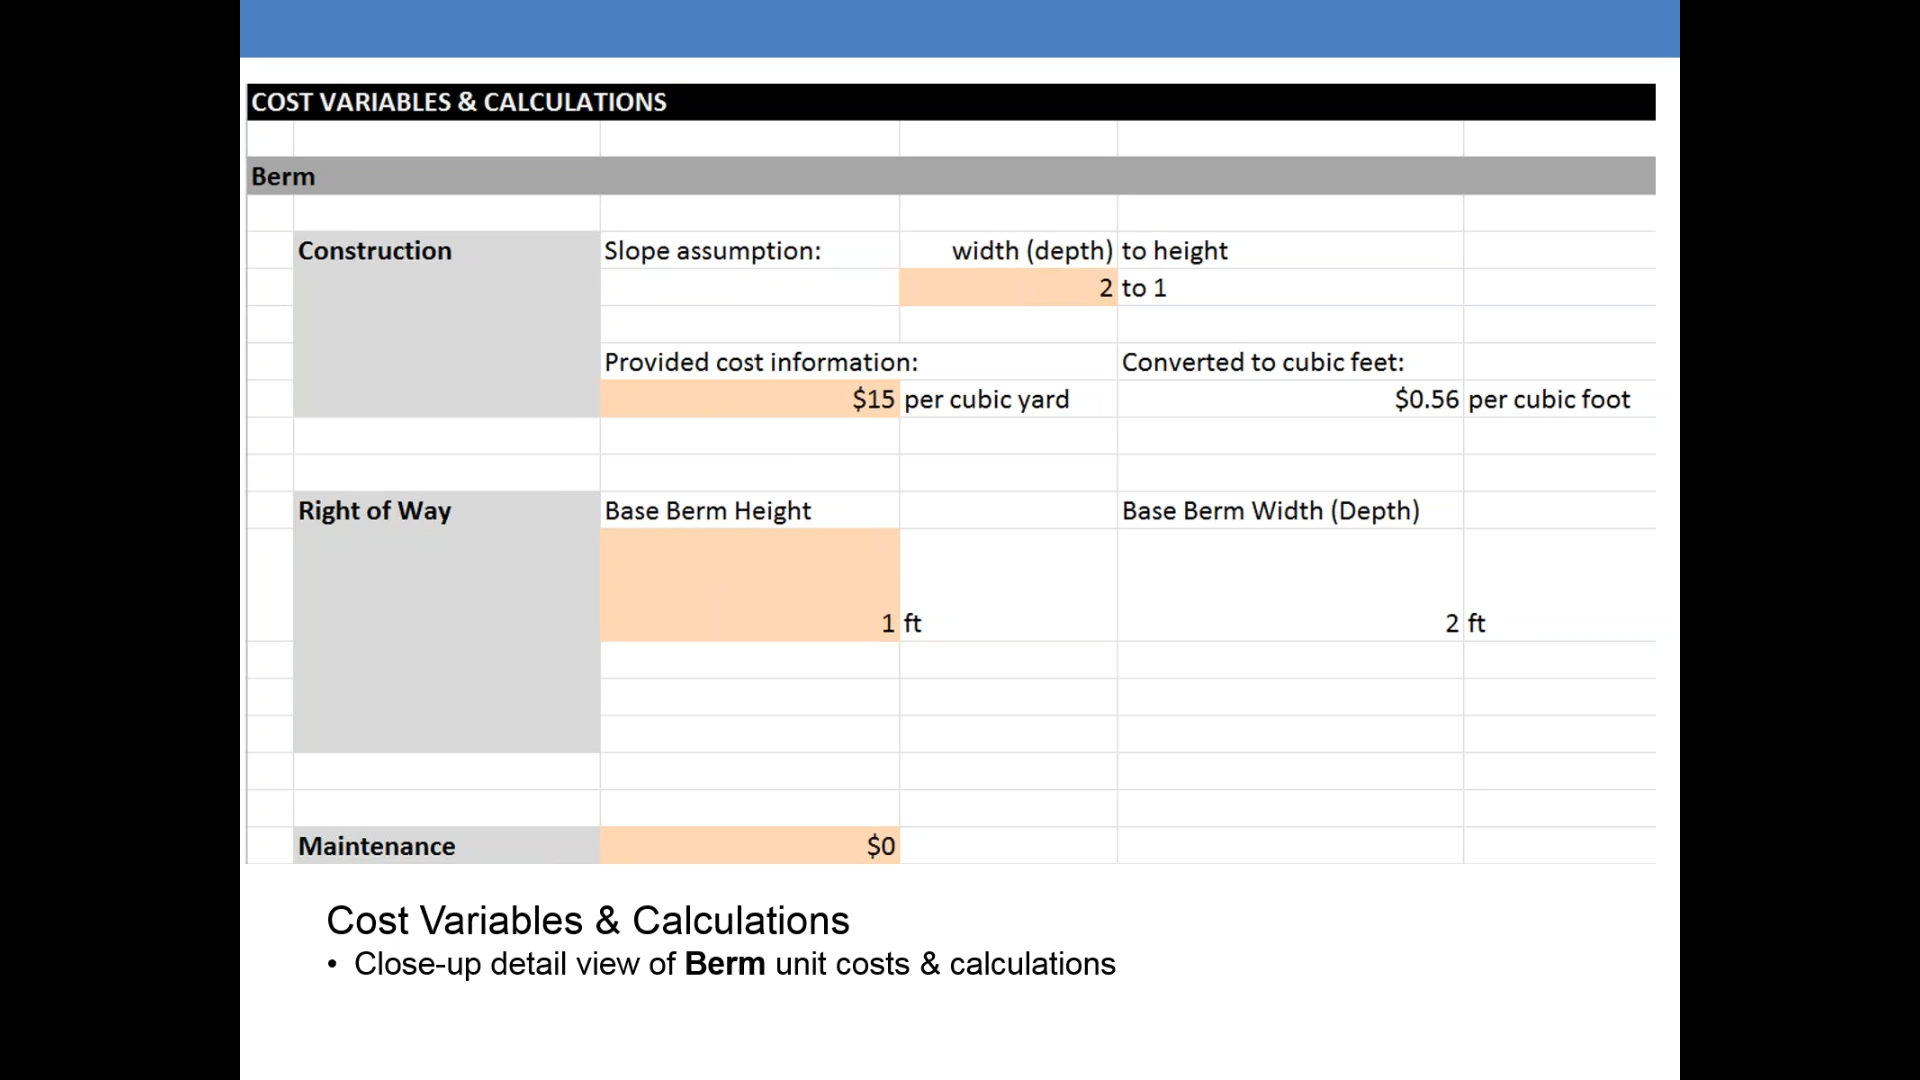 COST VARIABLES & CALCULATIONS
Berm
Construction Slope assumption: width (depth) to height
2 to 1
Provided cost information: Converted to cubic feet:
$15 per cubic yard $0.56 per cubic foot
Right of Way Base Berm Height Base Berm Width (Depth)
1 ft 2 ft
Maintenance $0
Cost Variables & Calculations
• Close-up detail view of Berm unit costs & calculations